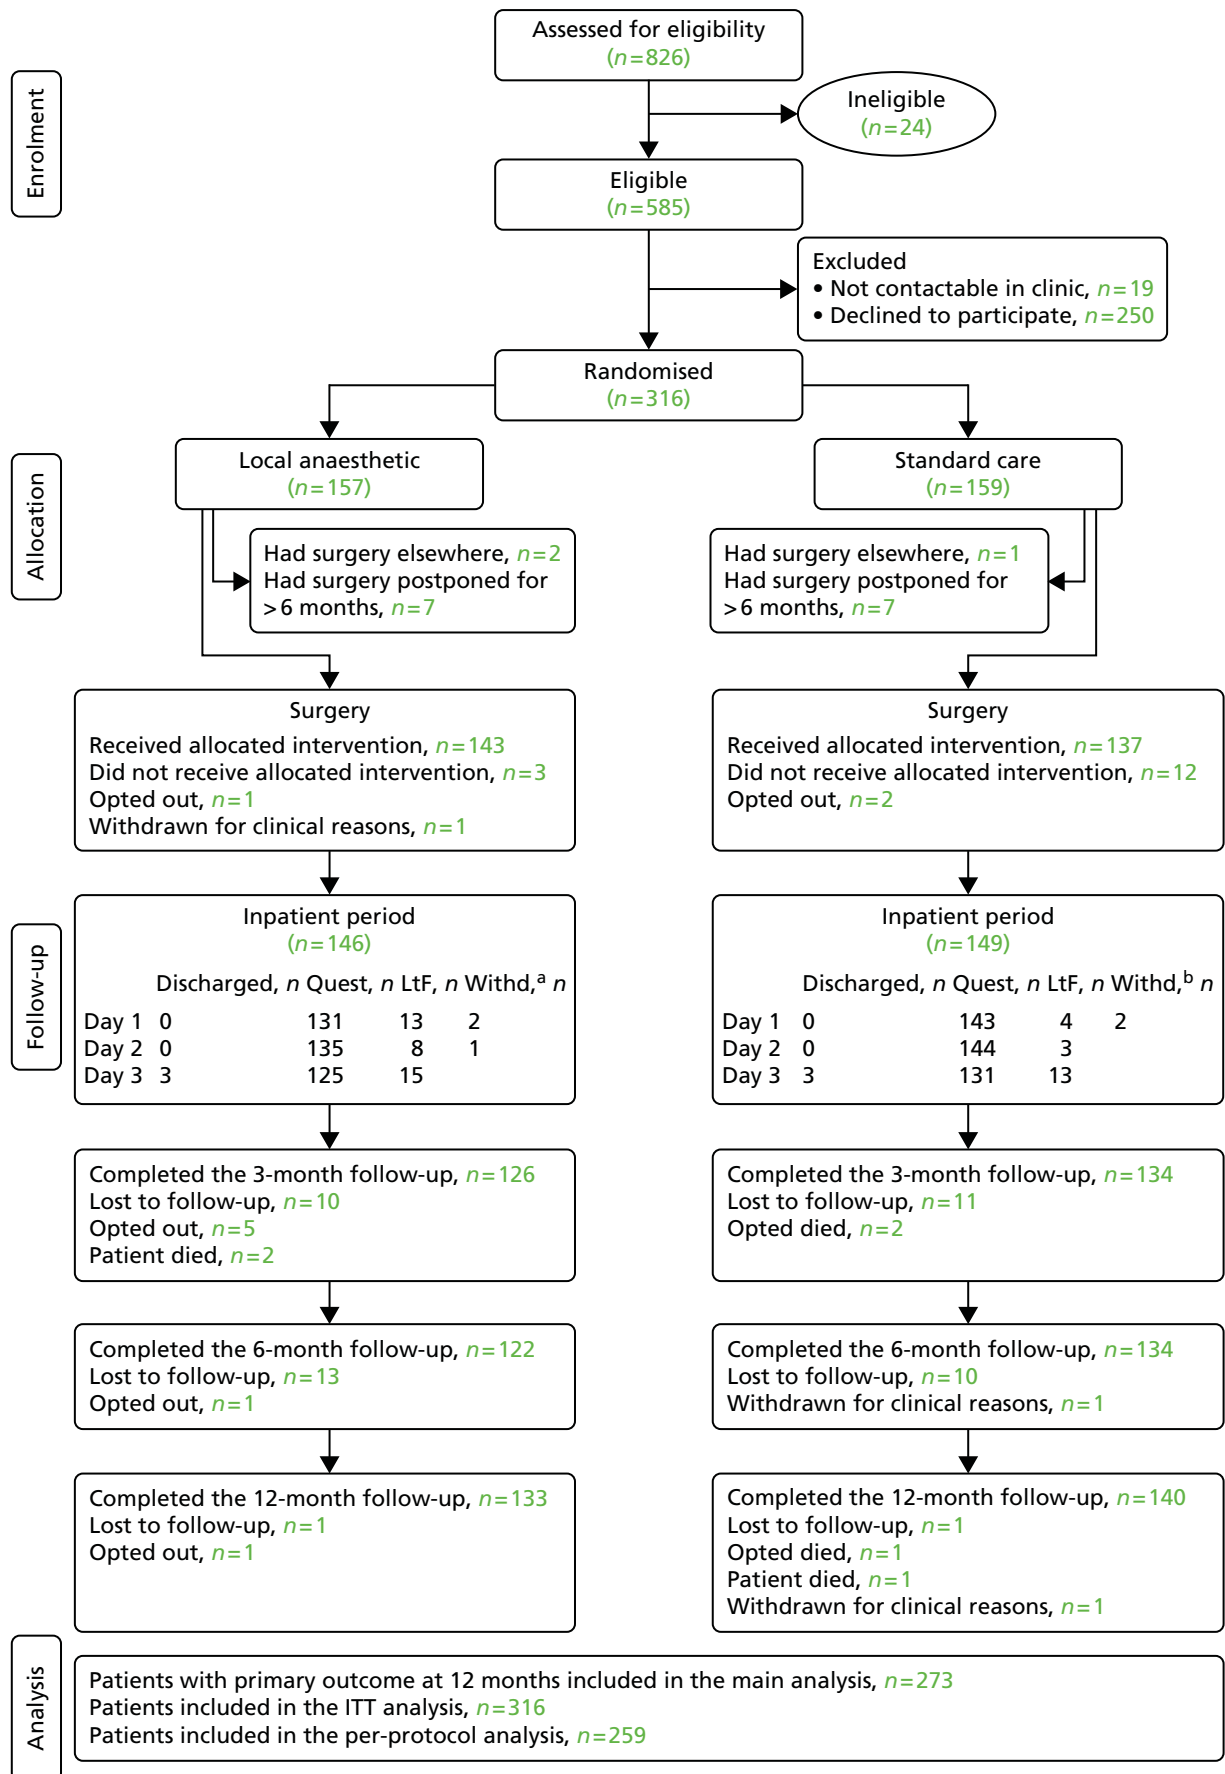 Enrolment
Assessed for eligibility
(n=826)
Ineligible
(n=24)
Eligible
(n=585)
Excluded
• Not contactable in clinic, n=19
• Declined to participate, n=250
Randomised
(n=316)
Allocation
Local anaesthetic
(n=157)
Standard care
(n=159)
Had surgery elsewhere, n=2
Had surgery postponed for
>6 months, n=7
Had surgery elsewhere, n=1
Had surgery postponed for
>6 months, n=7
Surgery
Received allocated intervention, n=143
Did not receive allocated intervention, n=3
Opted out, n=1
Withdrawn for clinical reasons, n=1
Surgery
Received allocated intervention, n=137
Did not receive allocated intervention, n=12
Opted out, n=2
Follow-up
Inpatient period
(n=146)
Discharged, n Quest, n LtF, n Withd,a n
Day 1 0 131 13 2
Day 2 0 135 8 1
Day 3 3 125 15
Inpatient period
(n=149)
Discharged, n Quest, n LtF, n Withd,b n
Day 1 0 143 4 2
Day 2 0 144 3
Day 3 3 131 13
Completed the 3-month follow-up, n=126
Lost to follow-up, n=10
Opted out, n=5
Patient died, n=2
Completed the 3-month follow-up, n=134
Lost to follow-up, n=11
Opted died, n=2
Completed the 6-month follow-up, n=122
Lost to follow-up, n=13
Opted out, n=1
Completed the 6-month follow-up, n=134
Lost to follow-up, n=10
Withdrawn for clinical reasons, n=1
Completed the 12-month follow-up, n=133
Lost to follow-up, n=1
Opted out, n=1
Completed the 12-month follow-up, n=140
Lost to follow-up, n=1
Opted died, n=1
Patient died, n=1
Withdrawn for clinical reasons, n=1
Analysis
Patients with primary outcome at 12 months included in the main analysis, n=273
Patients included in the ITT analysis, n=316
Patients included in the per-protocol analysis, n=259